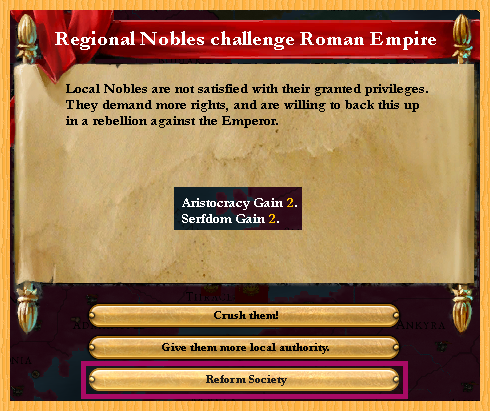 Regional Nobles challenge Roman Empire
Local Nobles are not satisfied with their granted privileges.
They demand more rights, and are willing to back this up
in a rebellion against the Emperor.
Aristocracy Gain 2.
Serfdom Gain 2.
Crush them!
ANKYRA
Give them more local authority.
Reform Society